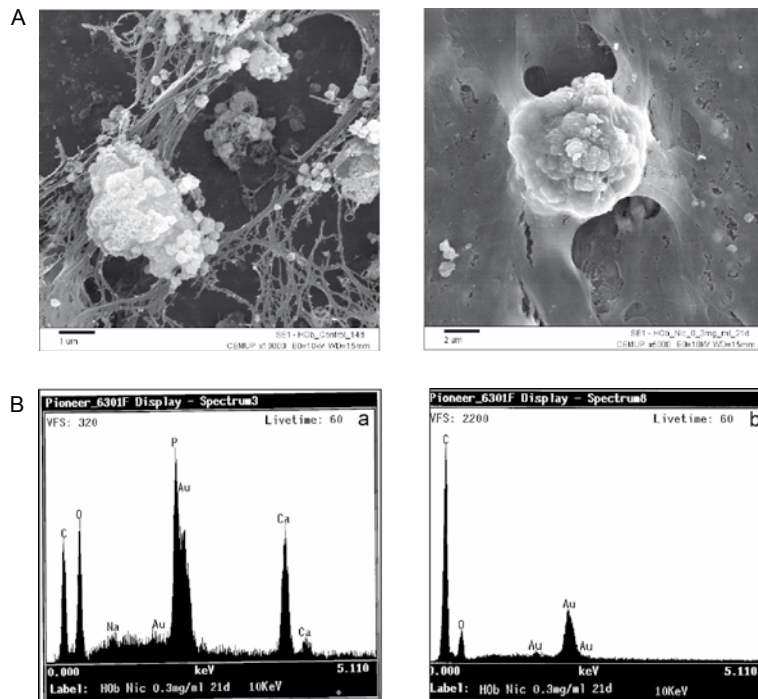 A
1 um
SE1 - HOb_Control_14d
CEMUP x10000 E0=10kV WD=15mm
2 um
SE1 - HOb_Nic_0_3mg_ml_21d
CEMUP x5000 E0=10kV WD=15mm
B
Pioneer_6301F Display - Spectrum3
VFS: 320 Livetime: 60 a
P
Au
C
O
Ca
Na
Au
Ca
0.000 keV 5.110
Label: HOb Nic 0.3mg/ml 21d 10KeV
Pioneer_6301F Display - Spectrum8
VFS: 2200 Livetime: 60 b
C
O
Au
Au
Au
0.000 keV 5.110
Label: HOb Nic 0.3mg/ml 21d 10KeV